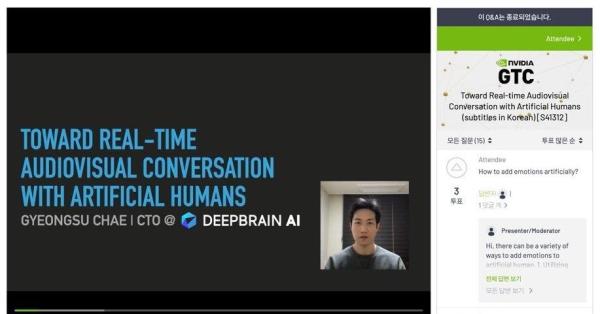 TOWARD REAL-TIME
AUDIOVISUAL CONVERSATION
WITH ARTIFICIAL HUMANS
GYEONGSU CHAE | CTO @ DEEPBRAIN AI
이 Q&A는 종료되었습니다.
Attendee >
NVIDIA
GTC
Toward Real-time Audiovisual
Conversation with Artificial Humans
(subtitles in Korean) [S41312]
모든 질문 (15)
투표 많은 순
Attendee
How to add emotions artificially?
3
투표
답변자
1 댓글
Presenter/Moderator
Hi, there can be a variety of
ways to add emotions to
artificial human. 1. Utilizing
전체 답변 보기
모든 답변 보기 >